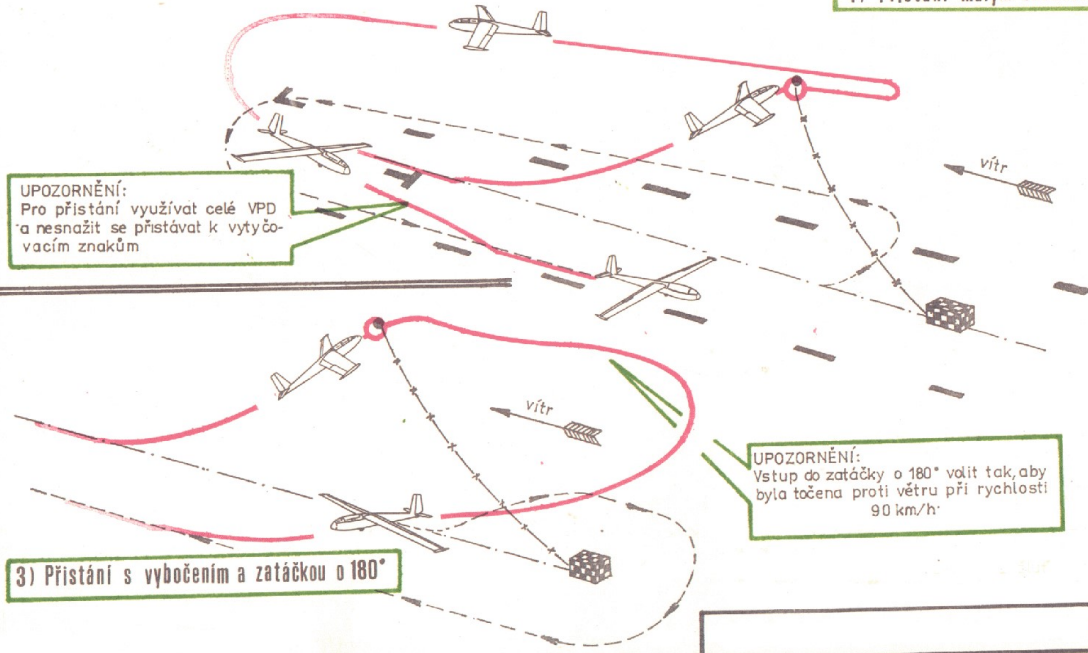 vítr
UPOZORNĚNÍ:
Pro přistání využívat celé VPD
a nesnažit se přistávat k vytyčo-
vacím znakům
vítr
UPOZORNĚNÍ:
Vstup do zatáčky o 180° volit tak, aby
byla točena proti větru při rychlosti
90 km/h
3) Přistání s vybočením a zatáčkou o 180°